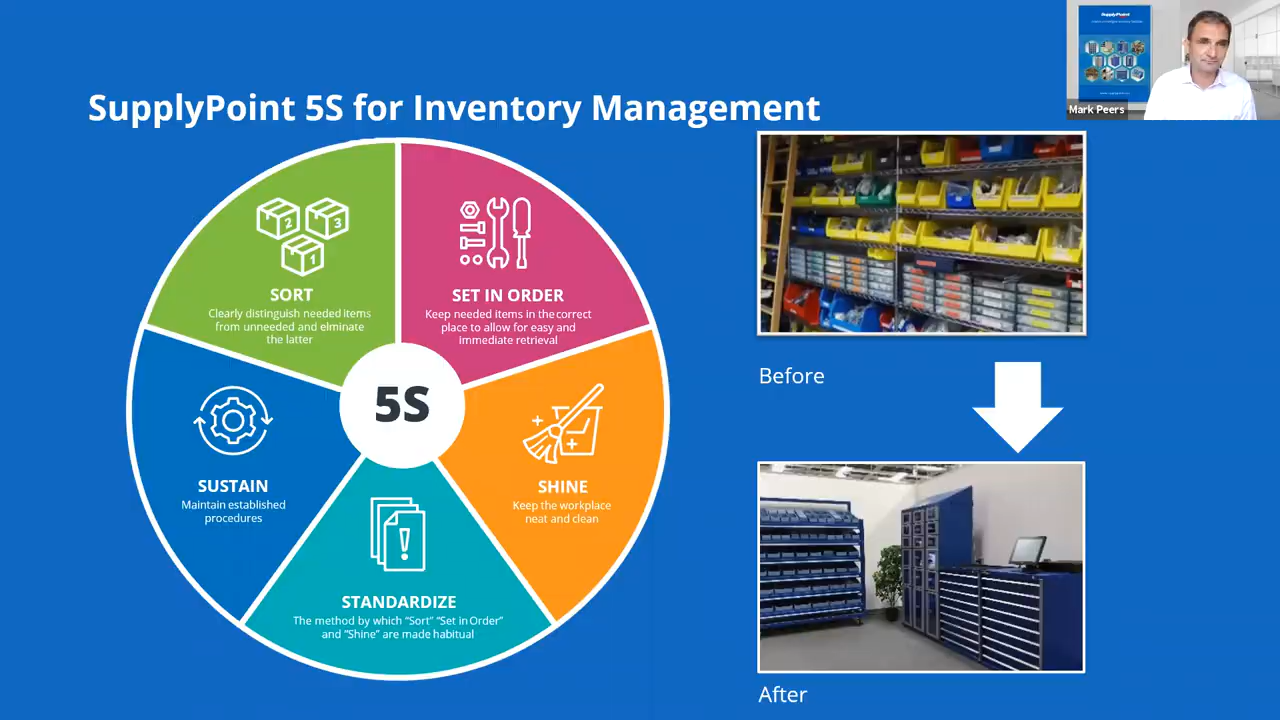 SupplyPoint
Mark Peers
SupplyPoint 5S for Inventory Management
2
3
1
SORT
Clearly distinguish needed items
from unneeded and elminate
the latter
SET IN ORDER
Keep needed items in the correct
place to allow for easy and
immediate retrieval
5S
SUSTAIN
Maintain established
procedures
SHINE
Keep the workplace
neat and clean
STANDARDIZE
The method by which “Sort” “Set in Order”
and “Shine” are made habitual
Before
After